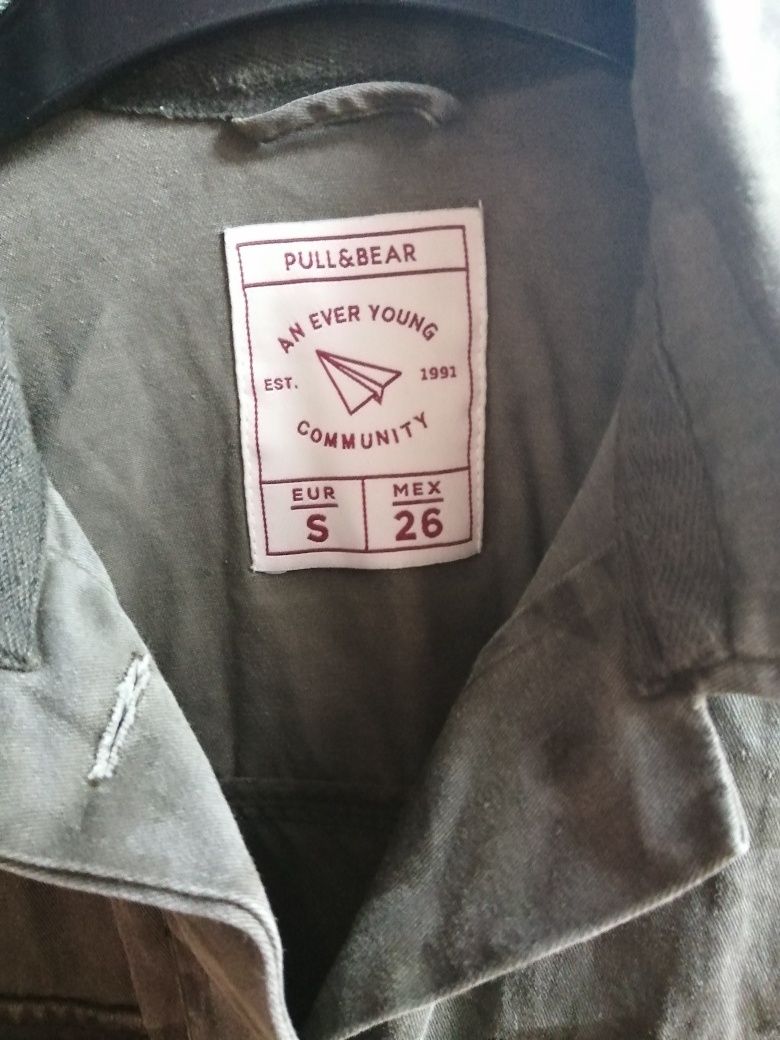 PULL&BEAR
AN EVER YOUNG
EST. 1991
COMMUNITY
EUR MEX
S 26